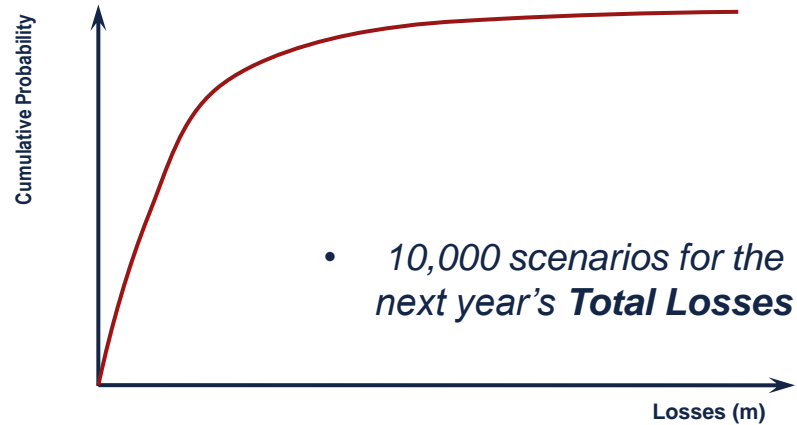 Cumulative Probability
• 10,000 scenarios for the
next year's Total Losses
Losses (m)